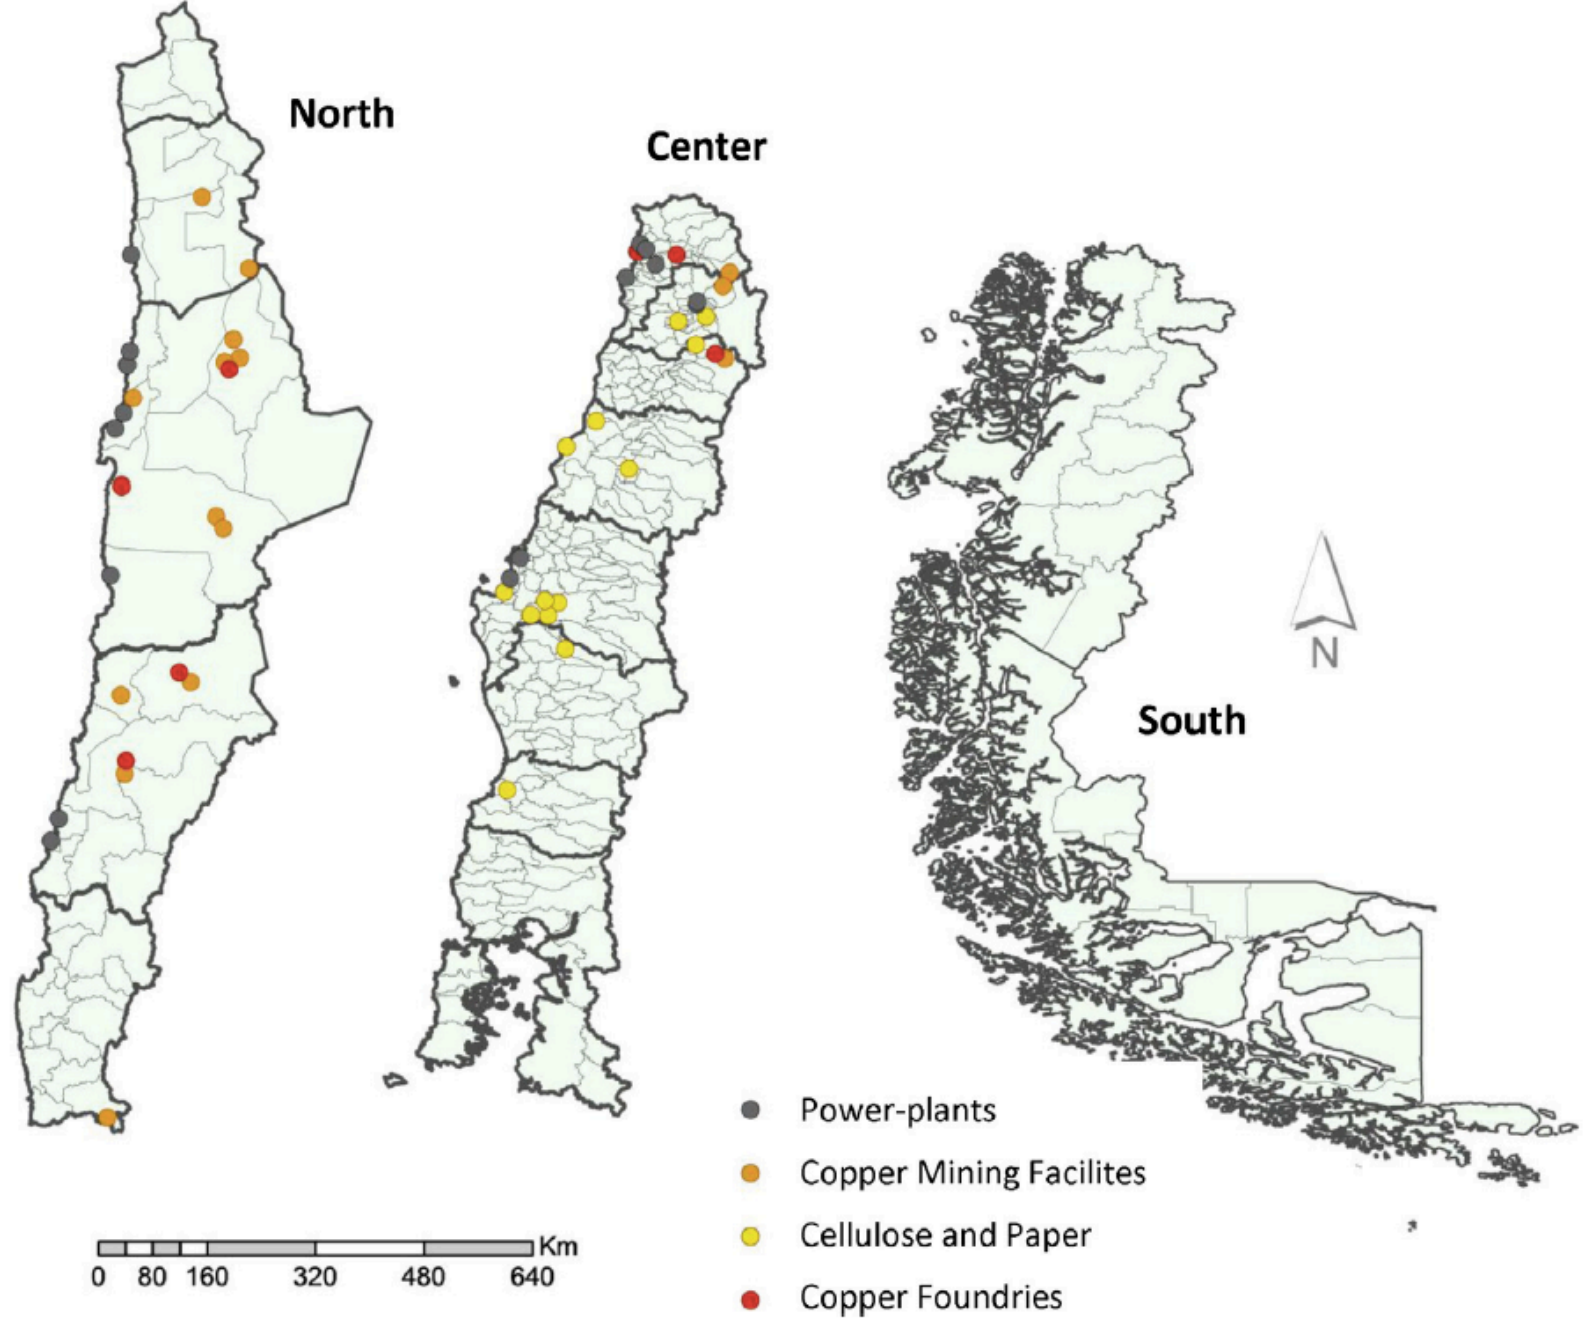 North
Center
N
South
Power-plants
Copper Mining Facilites
Cellulose and Paper
Copper Foundries
Km
0 80 160 320 480 640